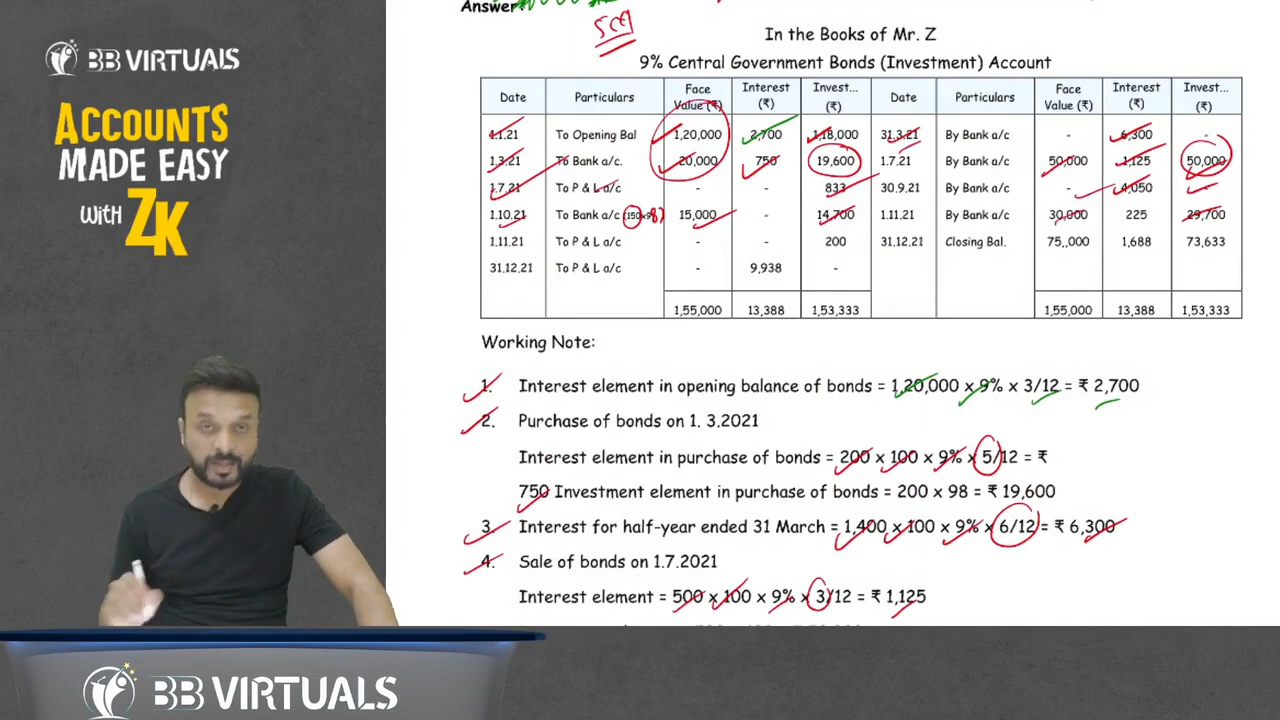 BB VIRTUALS
ACCOUNTS
MADE EASY
WITH ZK
Answer:
5000
In the Books of Mr. Z
9% Central Government Bonds (Investment) Account
Date Particulars Face Value (₹) Interest (₹) Invest... (₹) Date Particulars Face Value (₹) Interest (₹) Invest... (₹)
1.1.21 To Opening Bal 1,20,000 2,700 1,18,000 31.3.21 By Bank a/c - 6,300 -
1.3.21 To Bank a/c. 20,000 750 19,600 1.7.21 By Bank a/c 50,000 1,125 50,000
1.7.21 To P & L a/c - - 833 30.9.21 By Bank a/c - 4,050 -
1.10.21 To Bank a/c (150x98) 15,000 - 14,700 1.11.21 By Bank a/c 30,000 225 29,700
1.11.21 To P & L a/c - - 200 31.12.21 Closing Bal. 75,,000 1,688 73,633
31.12.21 To P & L a/c - 9,938 -
1,55,000 13,388 1,53,333 1,55,000 13,388 1,53,333
Working Note:
1. Interest element in opening balance of bonds = 1,20,000 x 9% x 3/12 = ₹ 2,700
2. Purchase of bonds on 1. 3.2021
Interest element in purchase of bonds = 200 x 100 x 9% x 5/12 = ₹
750 Investment element in purchase of bonds = 200 x 98 = ₹ 19,600
3. Interest for half-year ended 31 March = 1,400 x 100 x 9% x 6/12 = ₹ 6,300
4. Sale of bonds on 1.7.2021
Interest element = 500 x 100 x 9% x 3/12 = ₹ 1,125
BB VIRTUALS